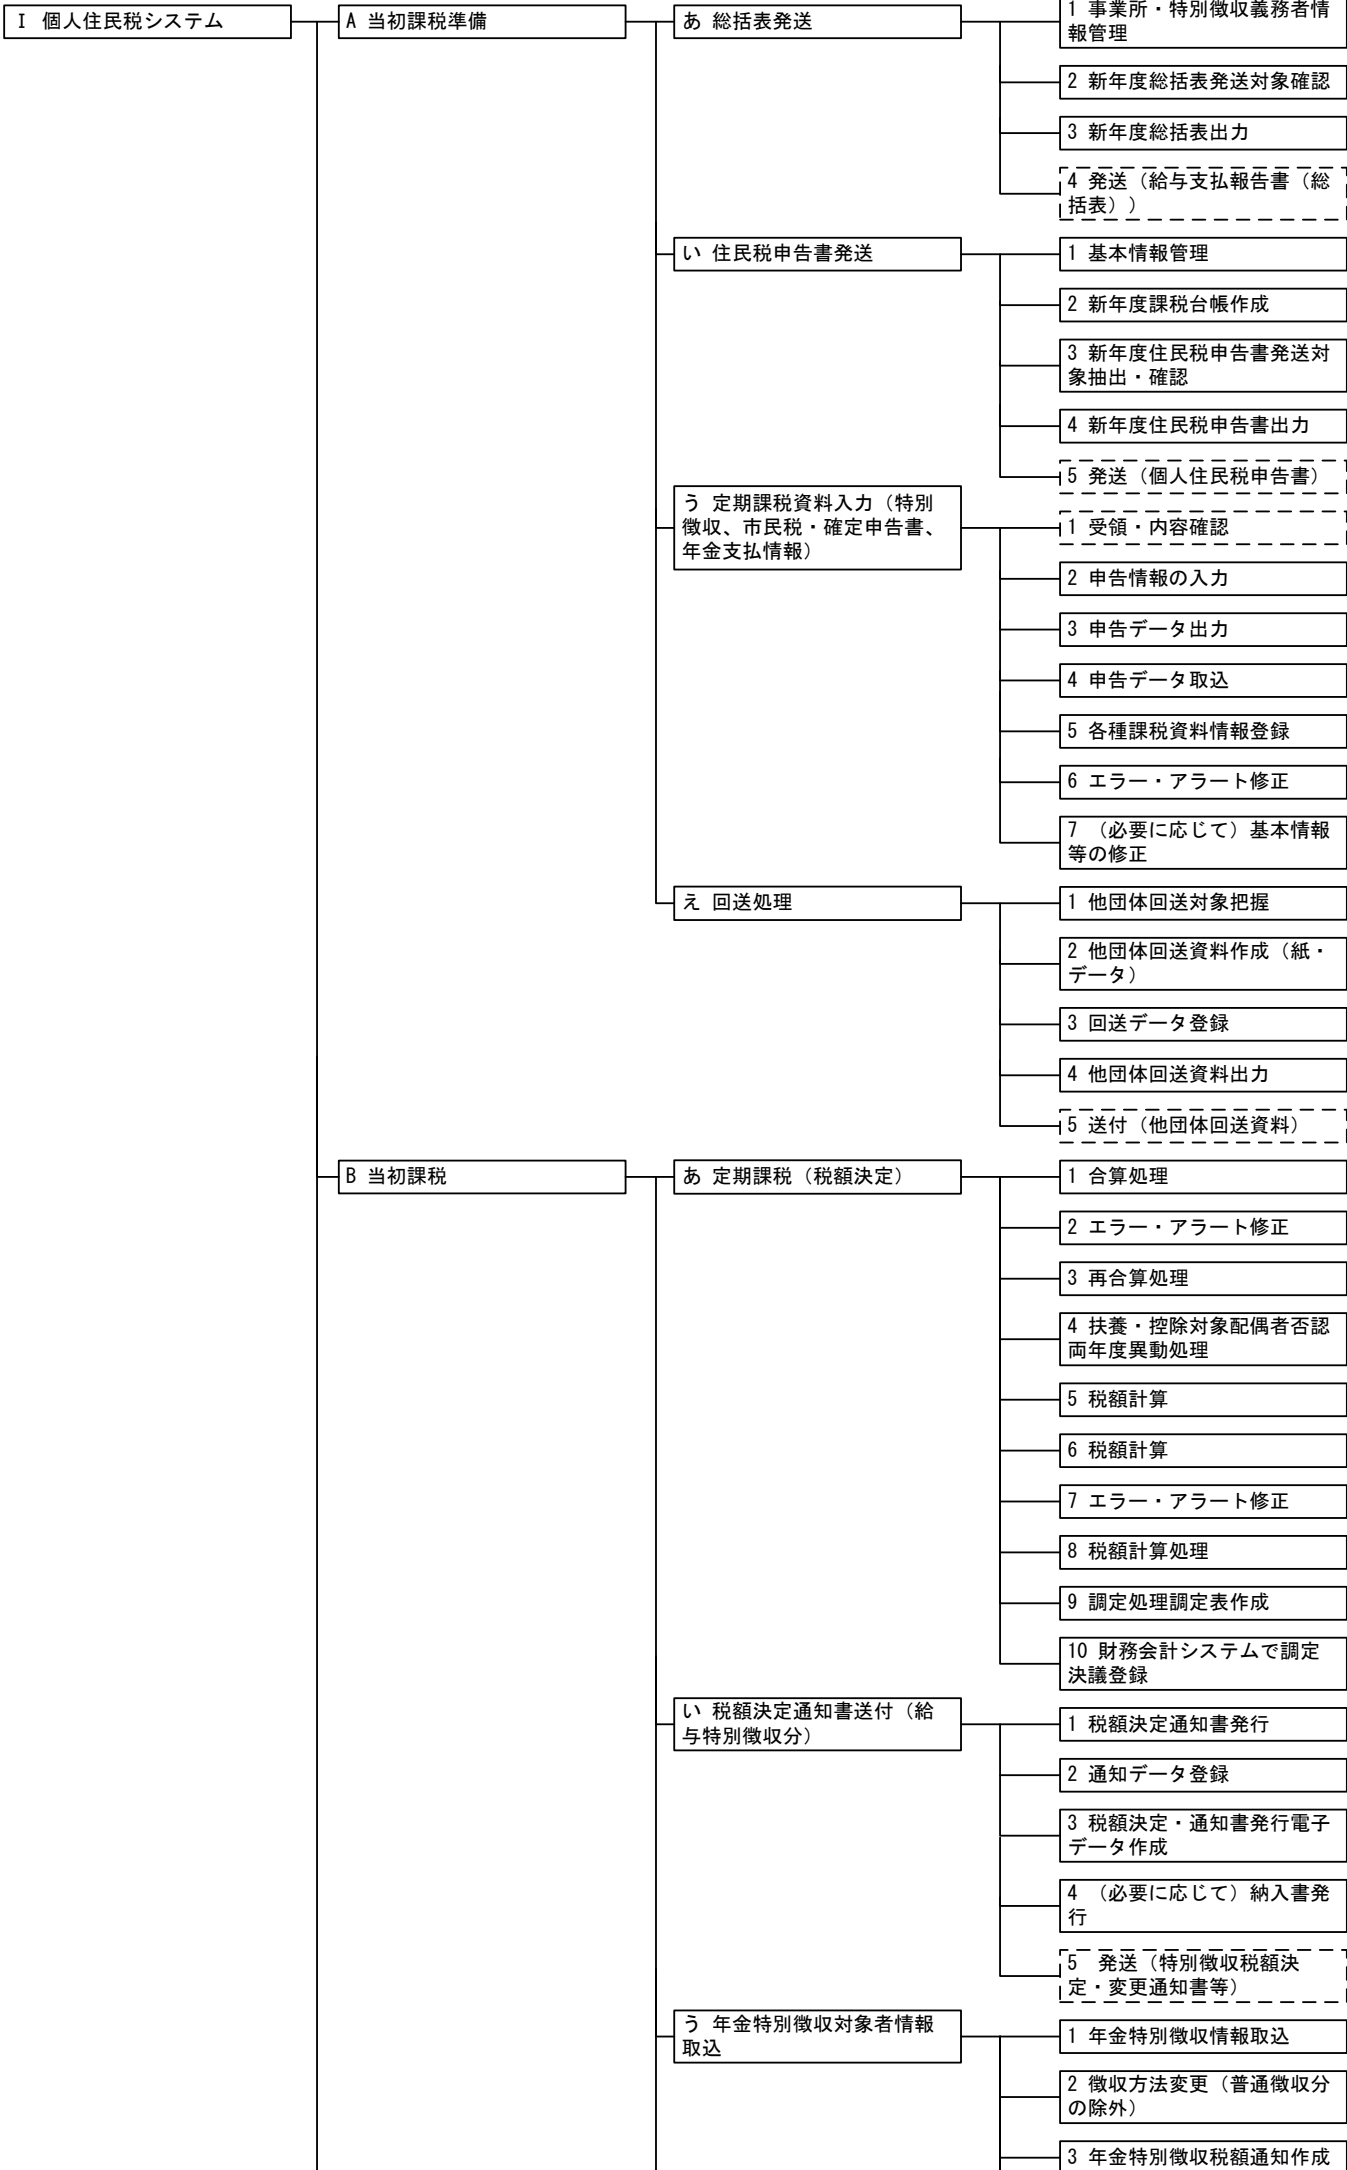 I 個人住民税システム
A 当初課税準備
あ 総括表発送
1 事業所・特別徴収義務者情
報管理
2 新年度総括表発送対象確認
3 新年度総括表出力
4 発送（給与支払報告書（総
括表））
い 住民税申告書発送
1 基本情報管理
2 新年度課税台帳作成
3 新年度住民税申告書発送対
象抽出・確認
4 新年度住民税申告書出力
5 発送（個人住民税申告書）
う 定期課税資料入力（特別
徴収、市民税・確定申告書、
年金支払情報）
1 受領・内容確認
2 申告情報の入力
3 申告データ出力
4 申告データ取込
5 各種課税資料情報登録
6 エラー・アラート修正
7 （必要に応じて）基本情報
等の修正
え 回送処理
1 他団体回送対象把握
2 他団体回送資料作成（紙・
データ）
3 回送データ登録
4 他団体回送資料出力
5 送付（他団体回送資料）
B 当初課税
あ 定期課税（税額決定）
1 合算処理
2 エラー・アラート修正
3 再合算処理
4 扶養・控除対象配偶者否認
両年度異動処理
5 税額計算
6 税額計算
7 エラー・アラート修正
8 税額計算処理
9 調定処理調定表作成
10 財務会計システムで調定
決議登録
い 税額決定通知書送付（給
与特別徴収分）
1 税額決定通知書発行
2 通知データ登録
3 税額決定・通知書発行電子
データ作成
4 （必要に応じて）納入書発
行
5 発送（特別徴収税額決
定・変更通知書等）
う 年金特別徴収対象者情報
取込
1 年金特別徴収情報取込
2 徴収方法変更（普通徴収分
の除外）
3 年金特別徴収税額通知作成